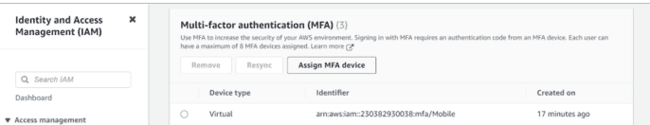 Identity and Access
Management (IAM)
Search IAM
Dashboard
Access management
Multi-factor authentication (MFA) (3)
Use MFA to increase the security of your AWS environment. Signing in with MFA requires an authentication code from an MFA device. Each user can
have a maximum of 8 MFA devices assigned. Learn more
Remove
Resync
Assign MFA device
Device type
Identifier
Created on
Virtual
arn:aws:iam::230382930038:mfa/Mobile
17 minutes ago